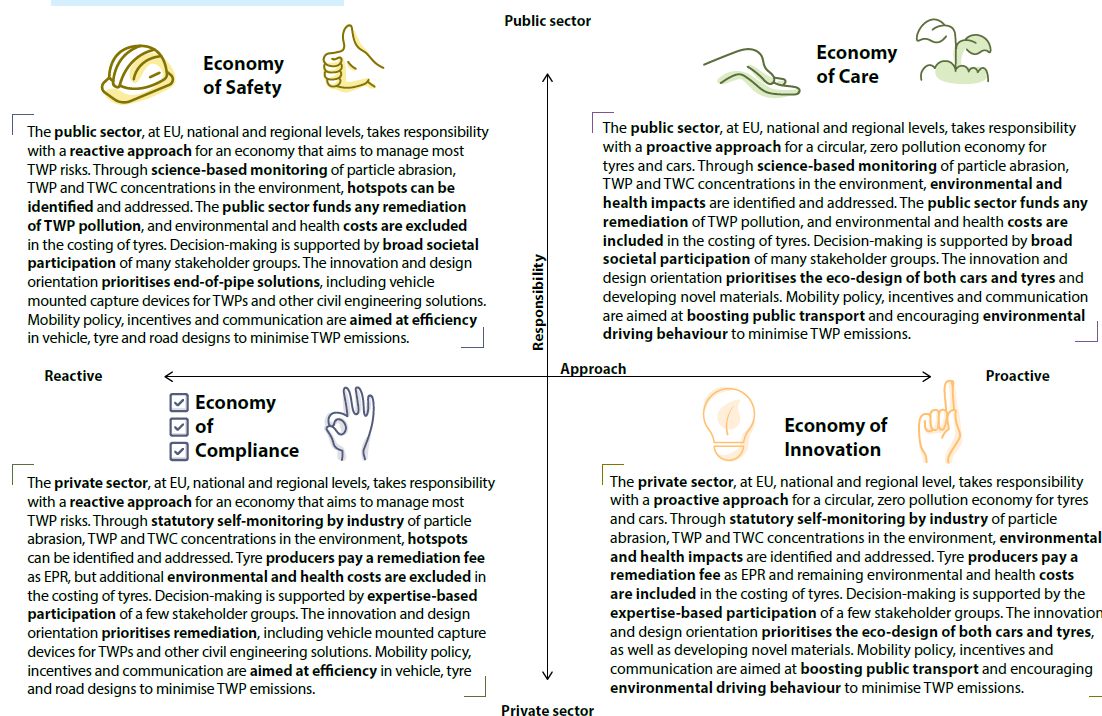 Public sector
Economy
of Safety
The public sector, at EU, national and regional levels, takes responsibility
with a reactive approach for an economy that aims to manage most
TWP risks. Through science-based monitoring of particle abrasion,
TWP and TWC concentrations in the environment, hotspots can be
identified and addressed. The public sector funds any remediation
of TWP pollution, and environmental and health costs are excluded
in the costing of tyres. Decision-making is supported by broad societal
participation of many stakeholder groups. The innovation and design
orientation prioritises end-of-pipe solutions, including vehicle
mounted capture devices for TWPs and other civil engineering solutions.
Mobility policy, incentives and communication are aimed at efficiency
in vehicle, tyre and road designs to minimise TWP emissions.
Economy
of Care
The public sector, at EU, national and regional levels, takes responsibility
with a proactive approach for a circular, zero pollution economy for
tyres and cars. Through science-based monitoring of particle abrasion,
TWP and TWC concentrations in the environment, environmental and
health impacts are identified and addressed. The public sector funds any
remediation of TWP pollution, and environmental and health costs are
included in the costing of tyres. Decision-making is supported by broad
societal participation of many stakeholder groups. The innovation and
design orientation prioritises the eco-design of both cars and tyres and
developing novel materials. Mobility policy, incentives and communication
are aimed at boosting public transport and encouraging environmental
driving behaviour to minimise TWP emissions.
Responsibility
Approach
Reactive
Proactive
Economy
of
Compliance
The private sector, at EU, national and regional levels, takes responsibility
with a reactive approach for an economy that aims to manage most
TWP risks. Through statutory self-monitoring by industry of particle
abrasion, TWP and TWC concentrations in the environment, hotspots
can be identified and addressed. Tyre producers pay a remediation fee
as EPR, but additional environmental and health costs are excluded in
the costing of tyres. Decision-making is supported by expertise-based
participation of a few stakeholder groups. The innovation and design
orientation prioritises remediation, including vehicle mounted capture
devices for TWPs and other civil engineering solutions. Mobility policy,
incentives and communication are aimed at efficiency in vehicle, tyre
and road designs to minimise TWP emissions.
Economy of
Innovation
The private sector, at EU, national and regional level, takes responsibility
with a proactive approach for a circular, zero pollution economy for tyres
and cars. Through statutory self-monitoring by industry of particle
abrasion, TWP and TWC concentrations in the environment, environmental
and health impacts are identified and addressed. Tyre producers pay a
remediation fee as EPR and remaining environmental and health costs
are included in the costing of tyres. Decision-making is supported by the
expertise-based participation of a few stakeholder groups. The innovation
and design orientation prioritises the eco-design of both cars and tyres,
as well as developing novel materials. Mobility policy, incentives and
communication are aimed at boosting public transport and encouraging
environmental driving behaviour to minimise TWP emissions.
Private sector